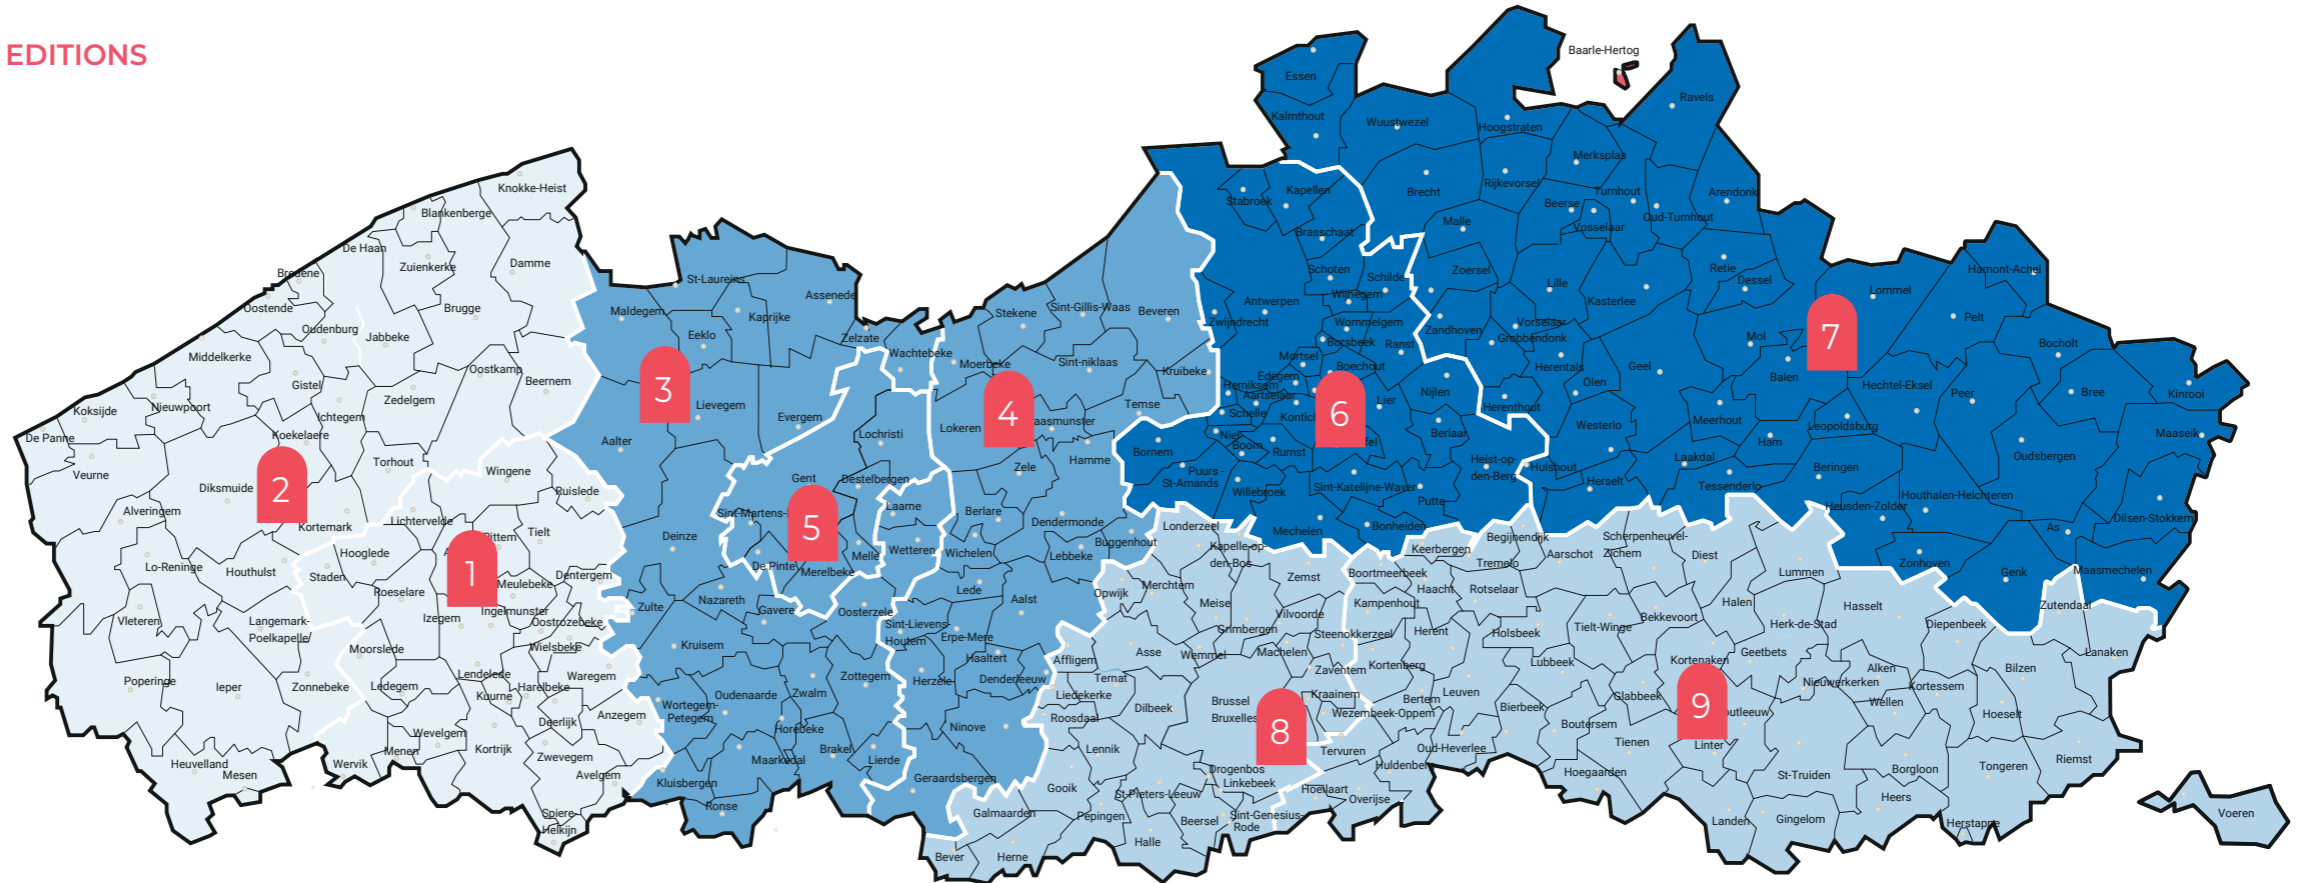 EDITIONS
Baarle-Hertog
Essen
Ravels
Kalmthout
Wuustwezel
Hoogstraten
Merksplas
Knokke-Heist
Kapellen
Brecht
Rijkevorsel
Turnhout
Arendonk
Stabroek
Beerse
Oud-Turnhout
Blankenberge
Malle
Vosselaar
Brasschaat
De Haan
Zuienkerke
Damme
Schoten
Schilde
Zoersel
Retie
Dessel
Hamont-Achel
Bredene
St-Laureins
Assenede
Lille
Kasterlee
Lommel
Oostende
Brugge
Maldegem
Kaprijke
Stekene
Sint-Gillis-Waas
Beveren
Antwerpen
Wijnegem
Zwijndrecht
Wommelgem
Zandhoven
Vorselaar
Pelt
Oudenburg
Jabbeke
Eeklo
Zelzate
Borsbeek
Ranst
Grobbendonk
Mol
7
Bocholt
Middelkerke
Wachtebeke
Moerbeke
Sint-niklaas
Kruibeke
Mortsel
Boechout
Herentals
Geel
Oostkamp
Beernem
Edegem
Hemiksem
Aartselaar
Olen
Balen
Hechtel-Eksel
Peer
Bree
Kinrooi
Gistel
3
Zedelgem
Lievegem
Evergem
4
Temse
Schelle
6
Lier
Nijlen
Herenthout
Koksijde
Nieuwpoort
Ichtegem
Lokeren
Niel
Boom
Berlaar
Westerlo
Meerhout
Leopoldsburg
De Panne
Koekelaere
Aalter
Lochristi
Rumst
Ham
Maaseik
Veurne
Torhout
Wingene
Zele
Hamme
Bornem
Heist-op-
den-Berg
Hulshout
Laakdal
Beringen
Oudsbergen
2
Diksmuide
Ruislede
Gent
Destelbergen
Puurs -
St-Amands
Willebroek
Sint-Katelijne-Waver
Putte
Herselt
Tessenderlo
Houthalen-Helchteren
Alveringem
Kortemark
Lichtervelde
5
Laarne
Berlare
Dendermonde
Londerzeel
Mechelen
Bonheiden
Heusden-Zolder
As
Dilsen-Stokkem
Tielt
Deinze
Melle
Wetteren
Wichelen
Lebbeke
Buggenhout
Kapelle-op-
den-Bos
Keerbergen
Begijnendijk
Scherpenheuvel-
Zichem
Hooglede
Aarschot
Diest
Lo-Reninge
Houthulst
Staden
1
Dentergem
De Pinte
Merelbeke
Zemst
Boortmeerbeek
Tremelo
Lummen
Zonhoven
Genk
Maasmechelen
Roeselare
Meulebeke
Lede
Opwijk
Merchtem
Haacht
Rotselaar
Vleteren
Langemark-
Poelkapelle
Izegem
Ingelmunster
Oostrozebeke
Zulte
Nazareth
Gavere
Oosterzele
Aalst
Meise
Vilvoorde
Kampenhout
Halen
Hasselt
Zutendaal
Sint-Lievens-
Houtem
Erpe-Mere
Grimbergen
Steenokkerzeel
Herent
Holsbeek
Tielt-Winge
Bekkevoort
Herk-de-Stad
Diepenbeek
Moorslede
Wielsbeke
Kruisem
Haaltert
Affligem
Asse
Wemmel
Machelen
Zaventem
Kortenberg
Lubbeek
Kortenaken
Geetbets
Alken
Bilzen
Lanaken
Poperinge
Ieper
Zonnebeke
Ledegem
Lendelede
Kuurne
Harelbeke
Waregem
Herzele
Denderleeuw
Ternat
Liedekerke
Kraainem
Bertem
Leuven
Glabbeek
9
Nieuwerkerken
Kortessem
Oudenaarde
Zwalm
Zottegem
Brussel
Bruxelles
8
Wezembeek-Oppem
Bierbeek
Wellen
Hoeselt
Wortegem-
Petegem
Roosdaal
Dilbeek
Deerlijk
Anzegem
Ninove
Boutersem
Wevelgem
Horebeke
Tienen
Linter
Menen
Kortrijk
Zwevegem
Maarkedal
Brakel
Lierde
Lennik
Tervuren
Oud-Heverlee
Riemst
Heuvelland
Mesen
Wervik
Avelgem
Kluisbergen
Geraardsbergen
Drogenbos
Linkebeek
Hoegaarden
St-Truiden
Borgloon
Tongeren
Gooik
St-Pieters-Leeuw
Hoeilaart
Overijse
Heers
Ronse
Spiere-
Helkijn
Galmaarden
Pepingen
Beersel
Sint-Genesius-
Rode
Landen
Gingelom
Herstappe
Voeren
Halle
Bever
Herne